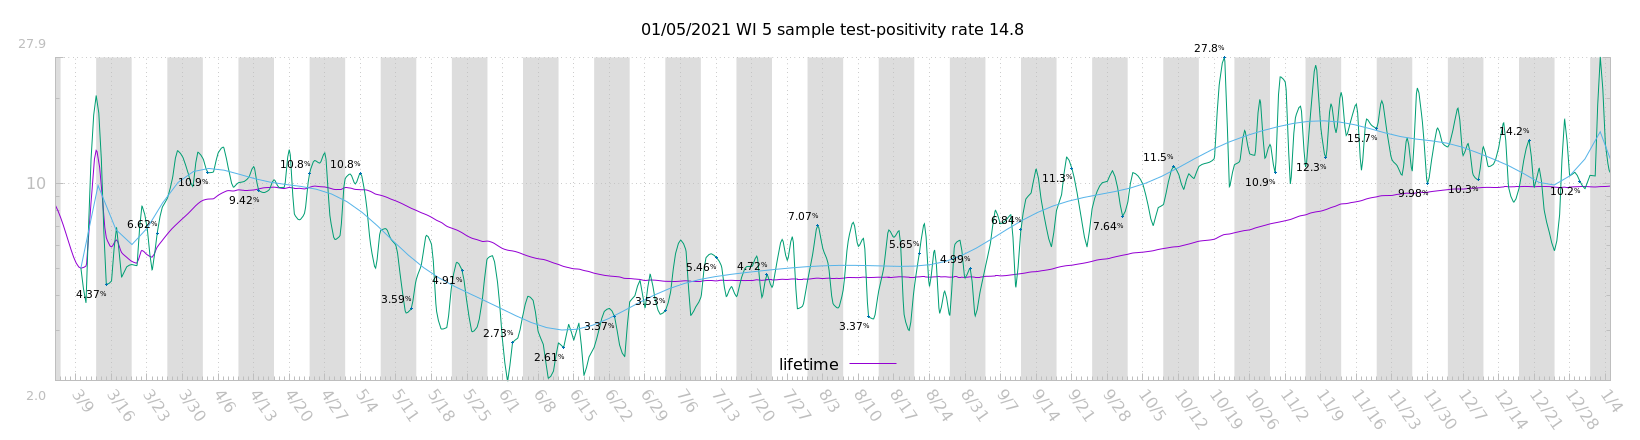 01/05/2021 WI 5 sample test-positivity rate 14.8
27.9
27.8%
10.8% 10.8% 15.7% 14.2%
10 10.9% 11.3% 11.5% 10.9% 12.3% 10.3% 10.2%
9.42% 9.98%
6.62% 7.07% 6.84% 7.64%
5.65%
4.37% 4.91% 5.46% 4.72% 4.99%
3.59% 3.53%
2.73% 3.37% 3.37%
2.61%
lifetime
2.0
3/9 3/16 3/23 3/30 4/6 4/13 4/20 4/27 5/4 5/11 5/18 5/25 6/1 6/8 6/15 6/22 6/29 7/6 7/13 7/20 7/27 8/3 8/10 8/17 8/24 8/31 9/7 9/14 9/21 9/28 10/5 10/12 10/19 10/26 11/2 11/9 11/16 11/23 11/30 12/7 12/14 12/21 12/28 1/4